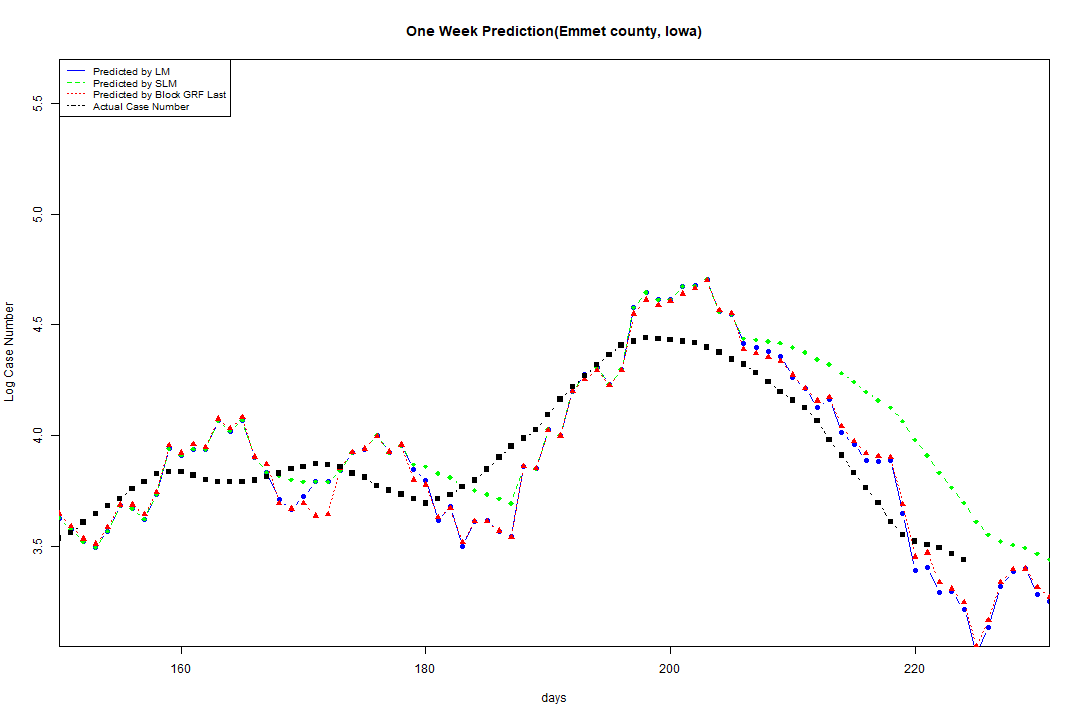 One Week Prediction(Emmet county, Iowa)
Predicted by LM
Predicted by SLM
Predicted by Block GRF Last
Actual Case Number
5.5
5.0
4.5
4.0
3.5
Log Case Number
160
180
200
220
days